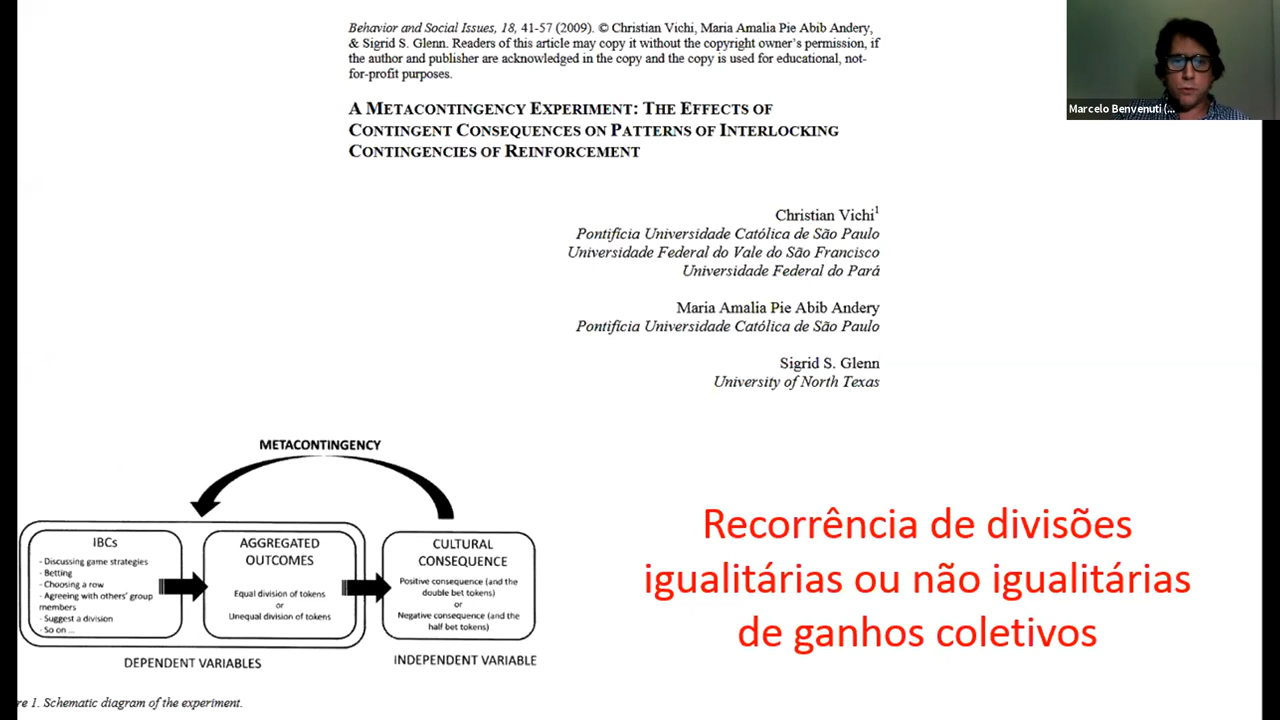 Behavior and Social Issues, 18, 41-57 (2009). © Christian Vichi, Maria Amalia Pie Abib Andery,
& Sigrid S. Glenn. Readers of this article may copy it without the copyright owner's permission, if
the author and publisher are acknowledged in the copy and the copy is used for educational, not-
for-profit purposes.
A METACONTINGENCY EXPERIMENT: THE EFFECTS OF
CONTINGENT CONSEQUENCES ON PATTERNS OF INTERLOCKING
CONTINGENCIES OF REINFORCEMENT
Christian Vichi1
Pontifícia Universidade Católica de São Paulo
Universidade Federal do Vale do São Francisco
Universidade Federal do Pará
Maria Amalia Pie Abib Andery
Pontifícia Universidade Católica de São Paulo
Sigrid S. Glenn
University of North Texas
Marcelo Benvenuti (...
METACONTINGENCY
IBCs
- Discussing game strategies
- Betting
- Choosing a row
- Agreeing with others' group
members
- Suggest a division
- So on ...
AGGREGATED
OUTCOMES
Equal division of tokens
or
Unequal division of tokens
CULTURAL
CONSEQUENCE
Positive consequence (and the
double bet tokens)
or
Negative consequence (and the
half bet tokens)
DEPENDENT VARIABLES
INDEPENDENT VARIABLE
re 1. Schematic diagram of the experiment.
Recorrência de divisões
igualitárias ou não igualitárias
de ganhos coletivos